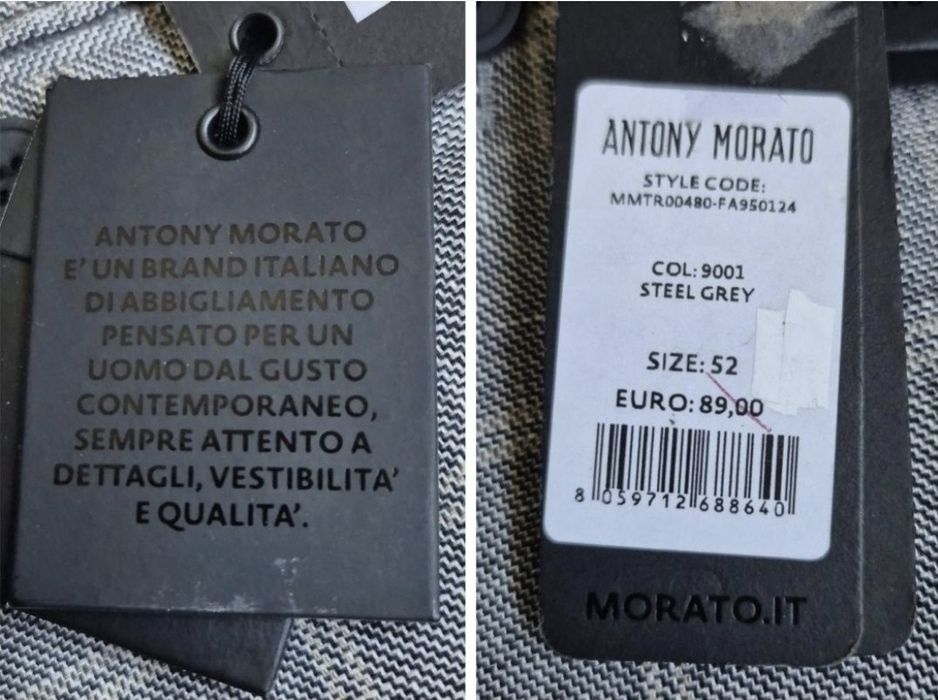 ANTONY MORATO
E' UN BRAND ITALIANO
DI ABBIGLIAMENTO
PENSATO PER UN
UOMO DAL GUSTO
CONTEMPORANEO,
SEMPRE ATTENTO A
DETTAGLI, VESTIBILITA'
E QUALITA'.
ANTONY MORATO
STYLE CODE:
MMTR00480-FA950124
COL: 9001
STEEL GREY
SIZE: 52
EURO: 89,00
8 059712 688640
MORATO.IT